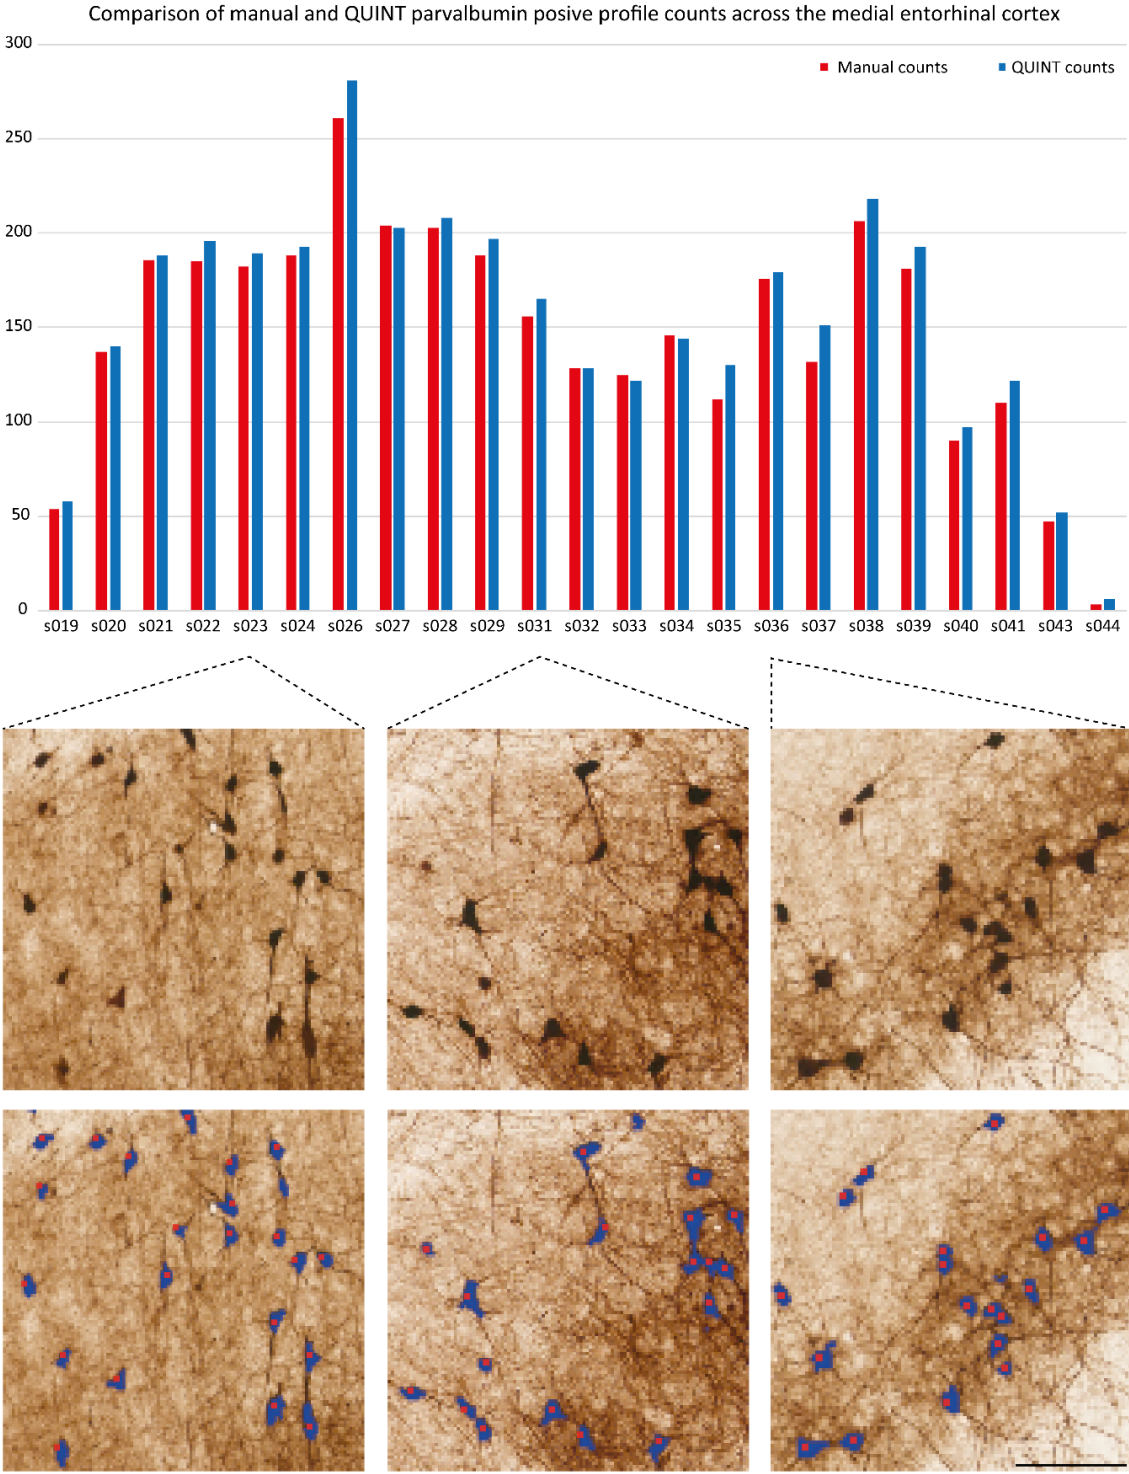 Comparison of manual and QUINT parvalbumin posive profile counts across the medial entorhinal cortex
300
Manual counts QUINT counts
250
200
150
100
50
0
s019 s020 s021 s022 s023 s024 s026 s027 s028 s029 s031 s032 s033 s034 s035 s036 s037 s038 s039 s040 s041 s043 s044